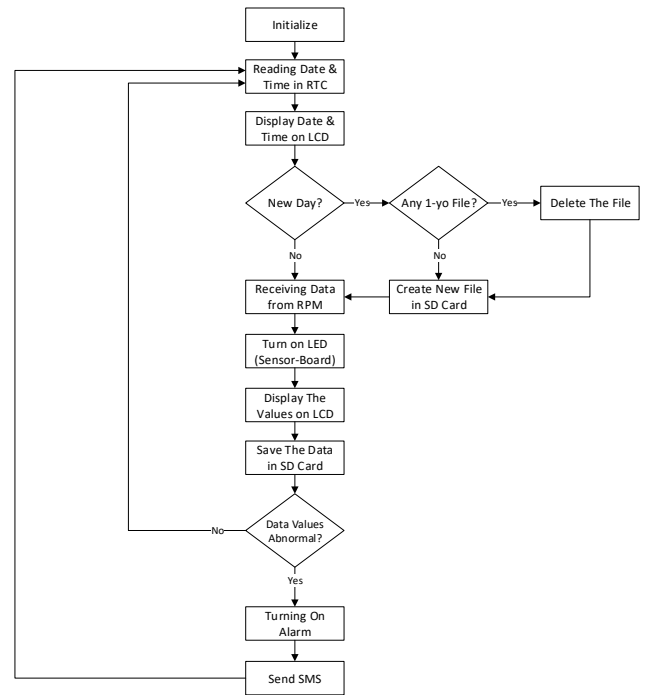 Initialize
Reading Date &
Time in RTC
Display Date &
Time on LCD
New Day?
Yes
Any 1-yo File?
Yes
Delete The File
No
No
Receiving Data
from RPM
Create New File
in SD Card
Turn on LED
(Sensor-Board)
Display The
Values on LCD
Save The Data
in SD Card
Data Values
Abnormal?
No
Yes
Turning On
Alarm
Send SMS